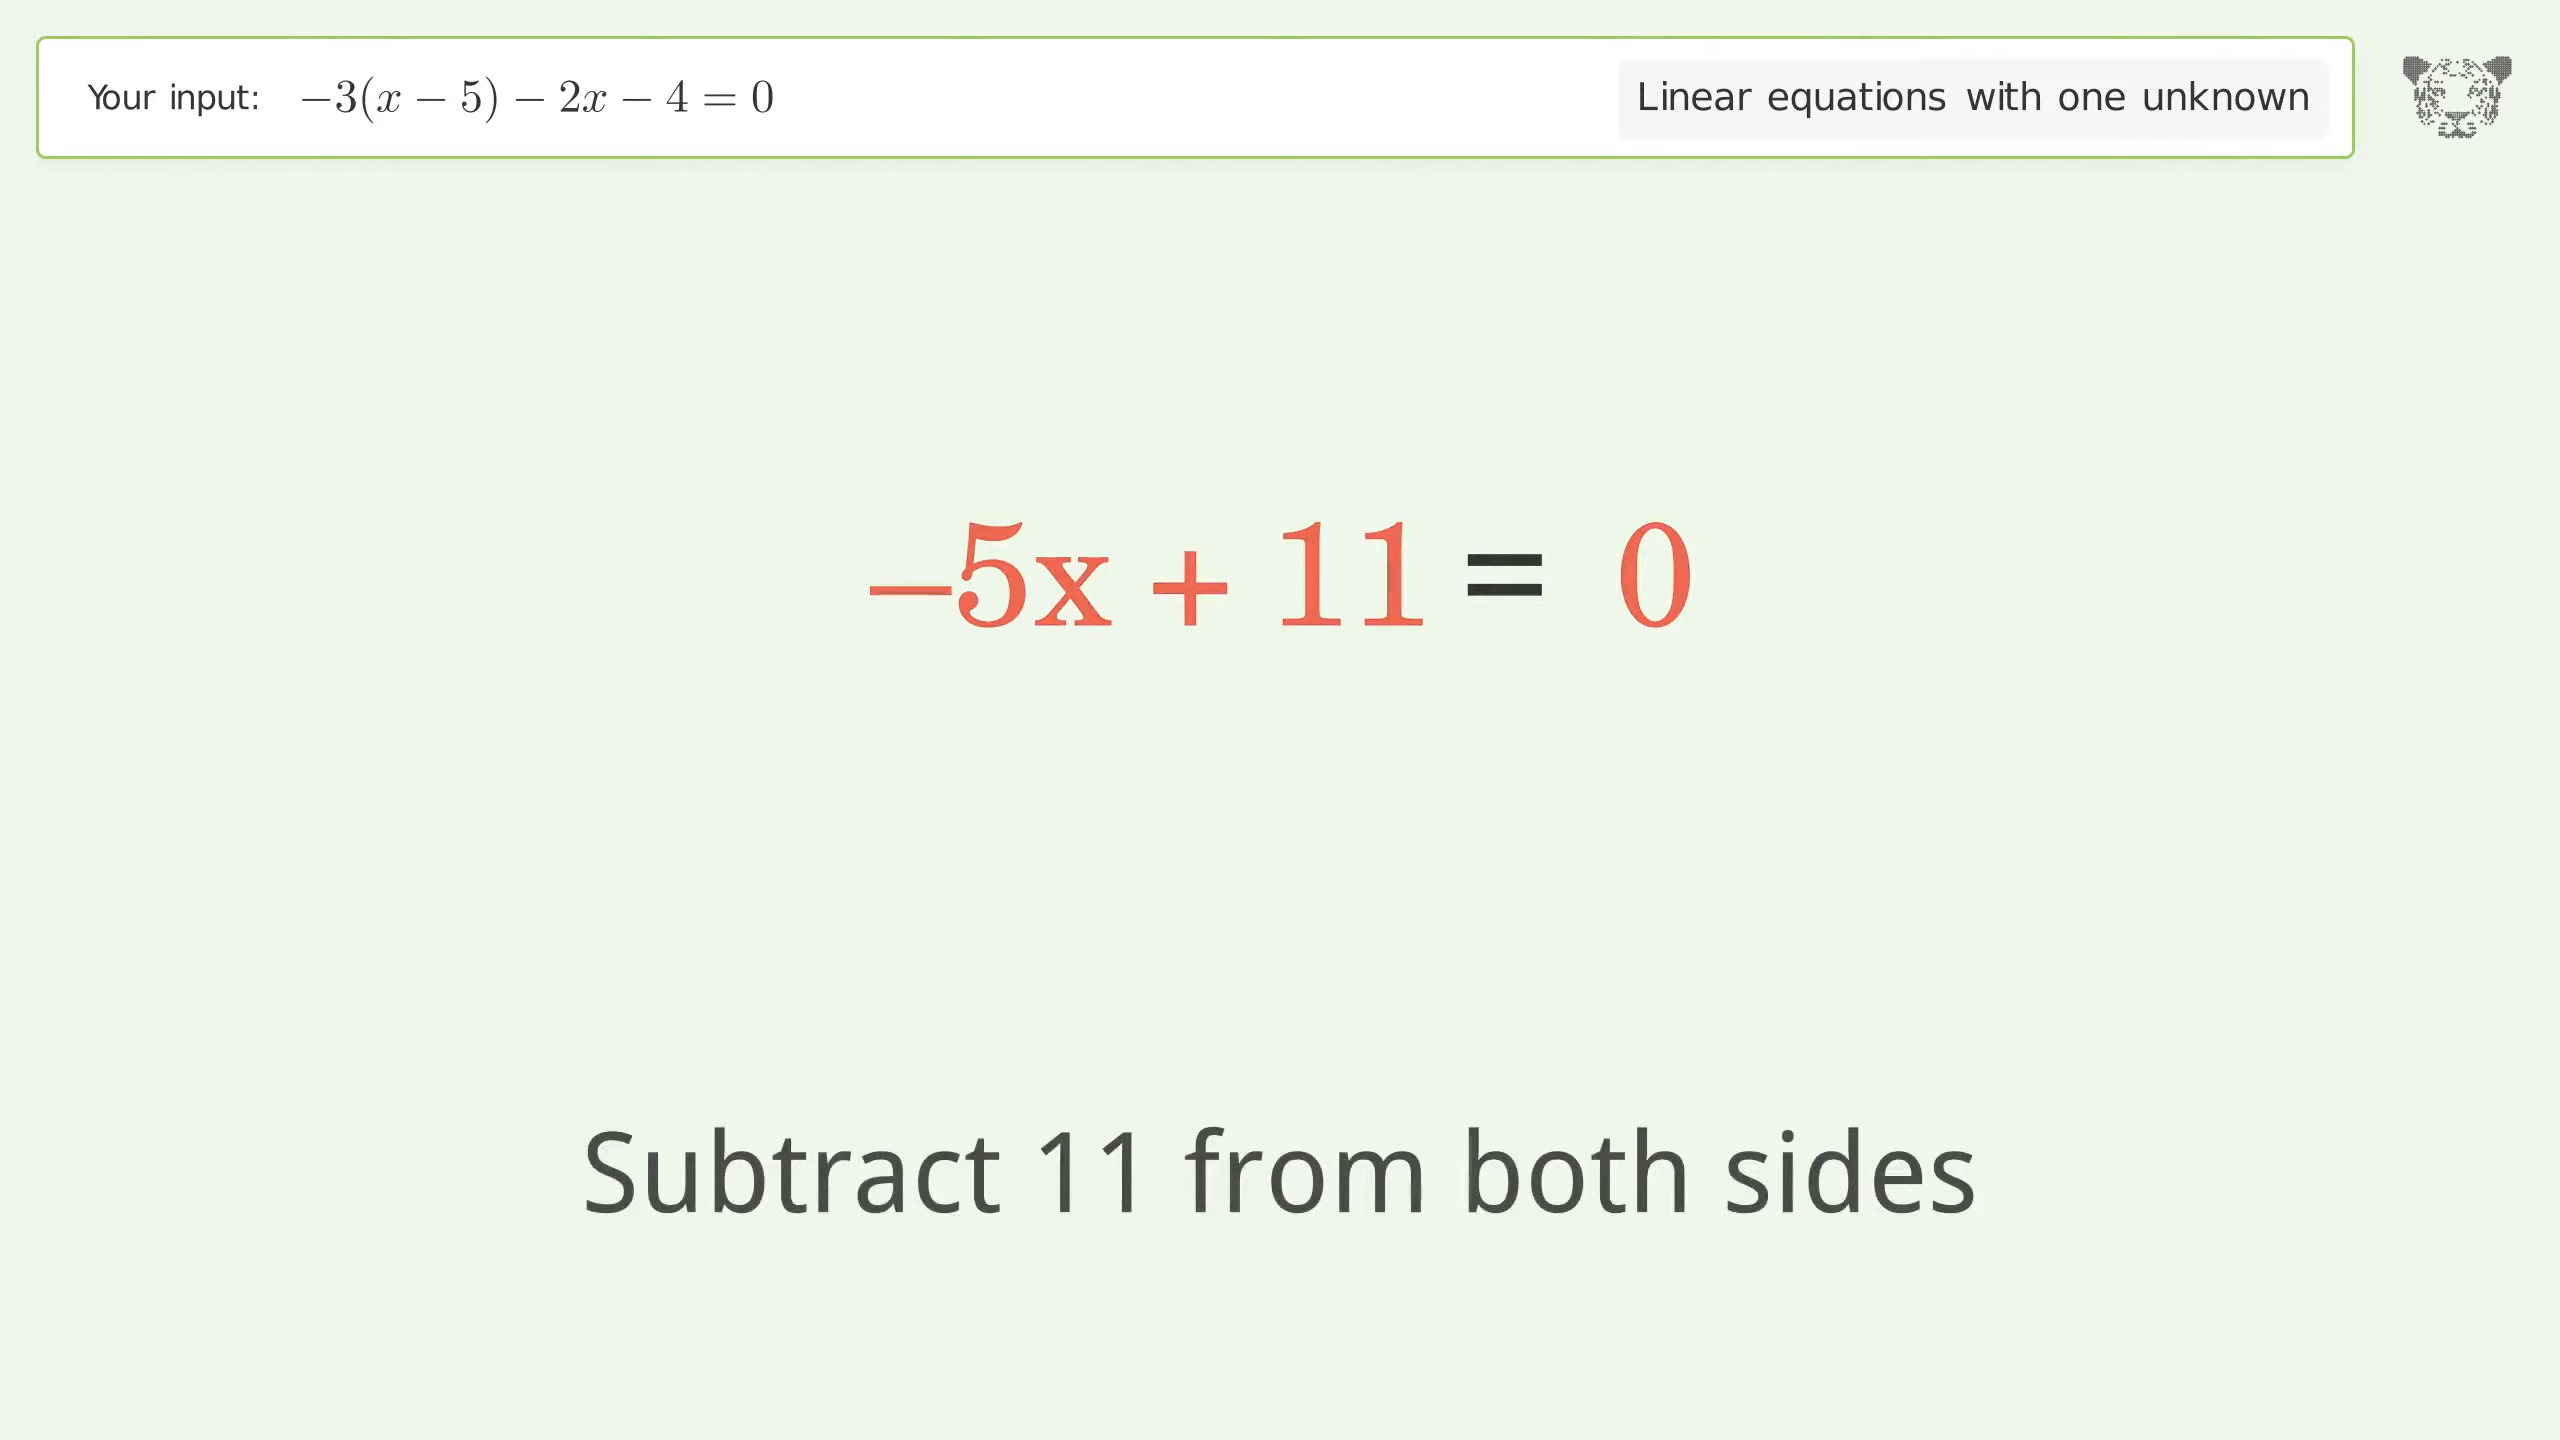 Your input: −3(x − 5) − 2x − 4 = 0
Linear equations with one unknown
−5x + 11 = 0
Subtract 11 from both sides